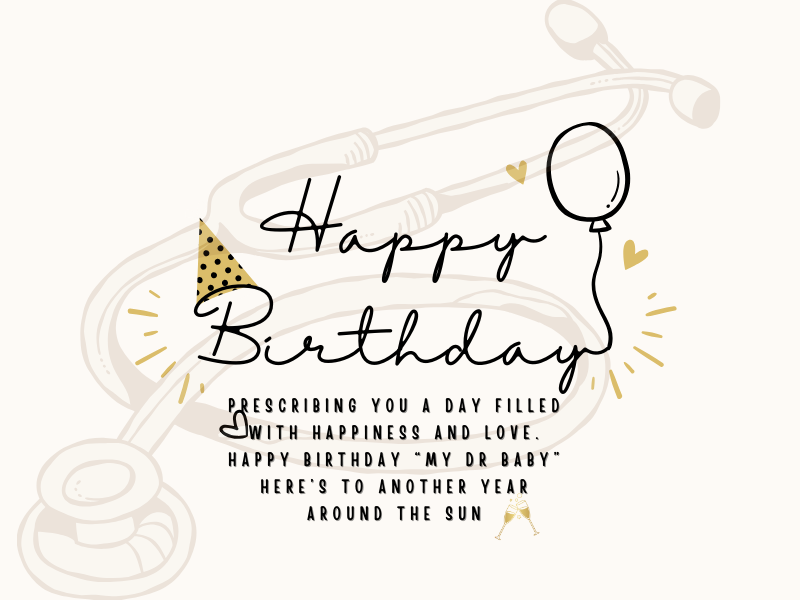 Happy
Birthday
PRESCRIBING YOU A DAY FILLED
WITH HAPPINESS AND LOVE.
HAPPY BIRTHDAY “MY DR BABY”
HERE'S TO ANOTHER YEAR
AROUND THE SUN